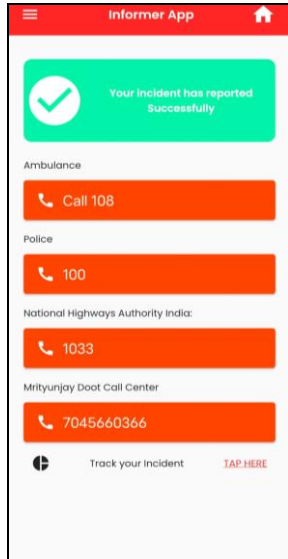 Informer App
Your incident has reported
Successfully
Ambulance
Call 108
Police
100
National Highways Authority India:
1033
Mrityunjay Doot Call Center
7045660366
Track your Incident TAP HERE